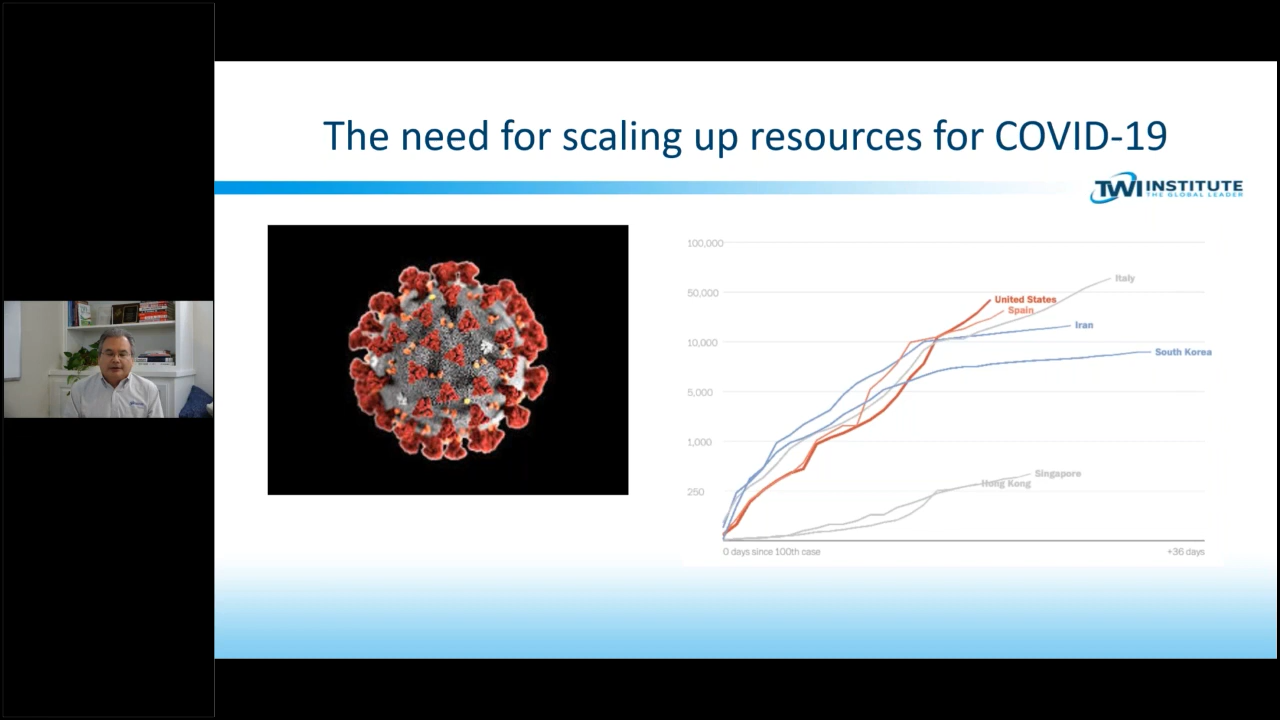 The need for scaling up resources for COVID-19
TWI INSTITUTE
THE GLOBAL LEADER
100,000
50,000
10,000
5,000
1,000
250
Italy
United States
Spain
Iran
South Korea
Singapore
Hong Kong
0 days since 100th case
+36 days